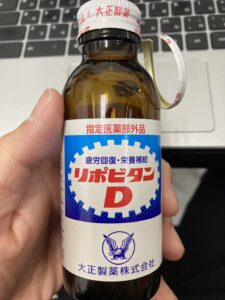 大正製薬
指定医薬部外品
疲労回復・栄養補給
リポビタン
D
大正製薬株式会社